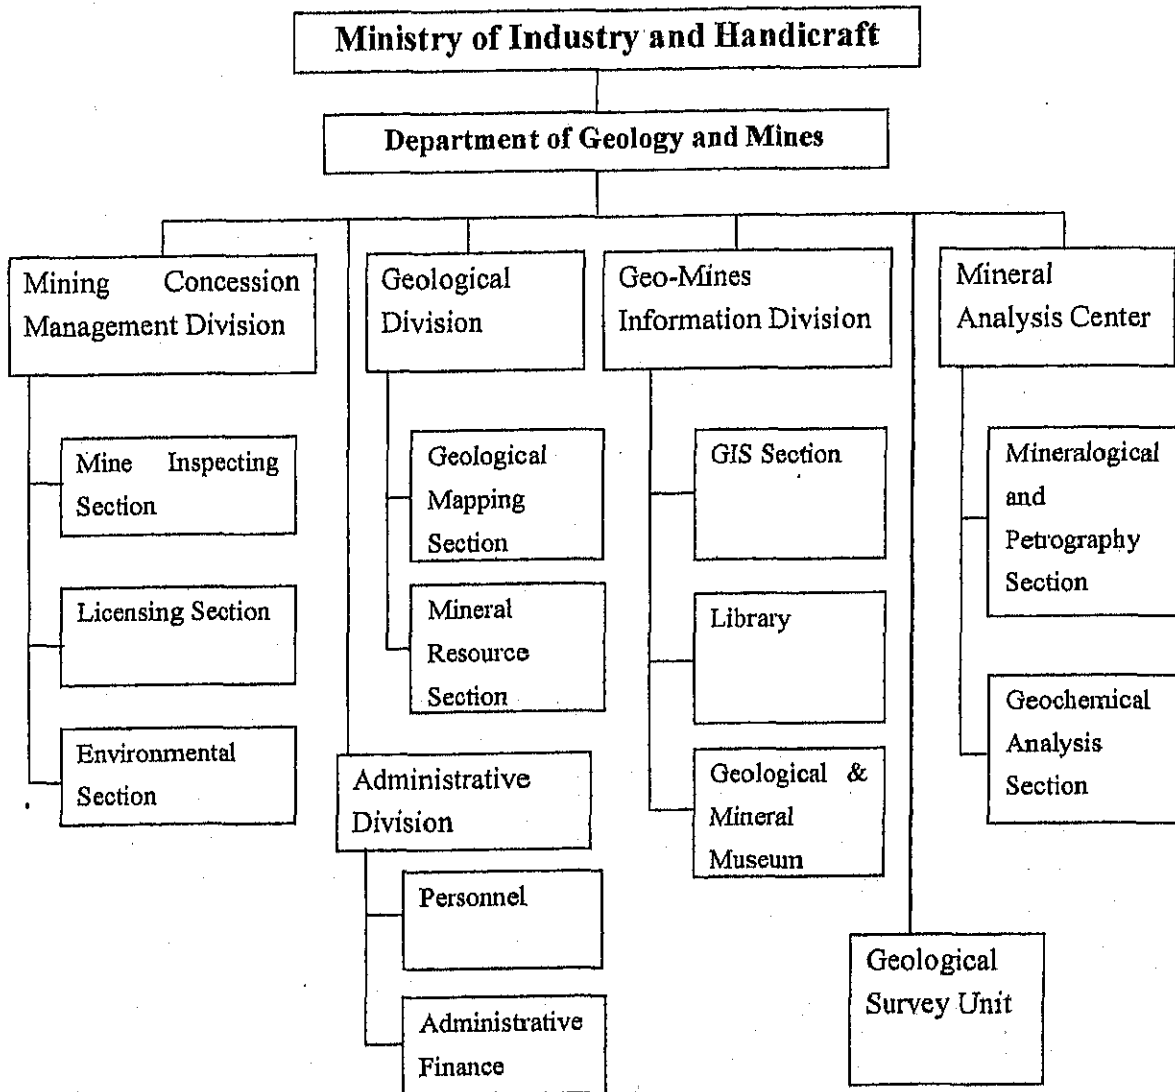 Ministry of Industry and Handicraft
Department of Geology and Mines
Mining Concession
Management Division
Mine Inspecting
Section
Licensing Section
Environmental
Section
Geological
Division
Geological
Mapping
Section
Mineral
Resource
Section
Administrative
Division
Personnel
Administrative
Finance
Geo-Mines
Information Division
GIS Section
Library
Geological &
Mineral
Museum
Mineral
Analysis Center
Mineralogical
and
Petrography
Section
Geochemical
Analysis
Section
Geological
Survey Unit